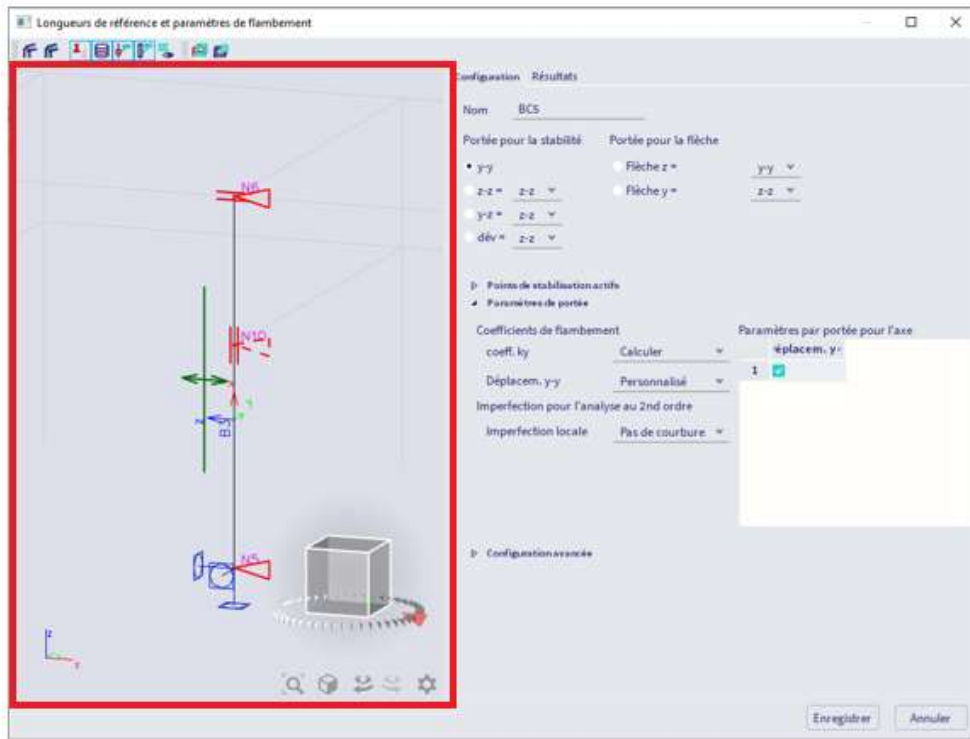 Longueurs de référence et paramètres de flambement
Configuration Résultats
Nom BC5
Portée pour la stabilité Portée pour la flèche
y-y Flèche z = y-y
z-z = z-z Flèche y = z-z
y-z = z-z
dév = z-z
Points de stabilisation actifs
Paramètres de portée
Coefficients de flambement Paramètres par portée pour l'axe
coeff. ky Calculer éplacem. y-
1
Déplacem. y-y Personnalisé
Imperfection pour l'analyse au 2nd ordre
Imperfection locale Pas de courbure
Configuration avancée
N6
N10
x
y
z
N5
z
Enregistrer Annuler